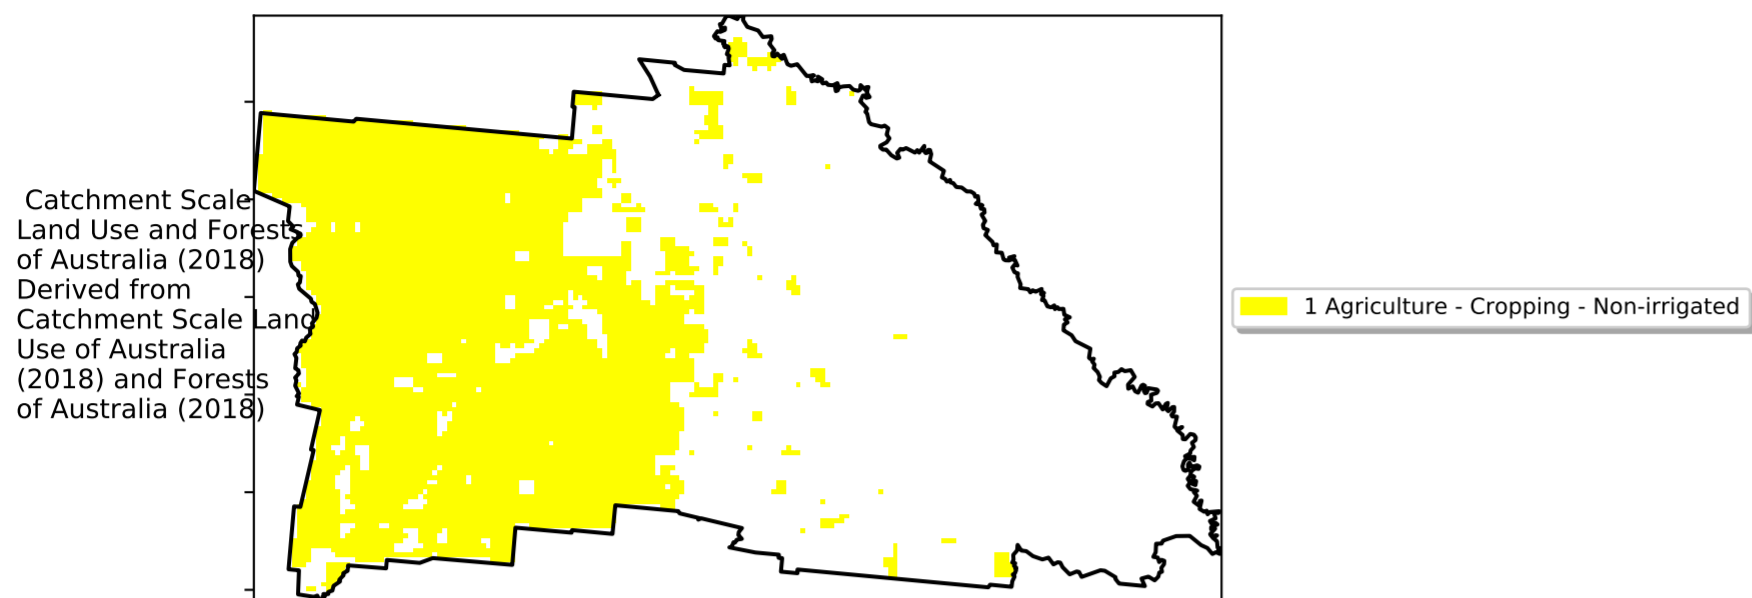 Catchment Scale
Land Use and Forests
of Australia (2018)
Derived from
Catchment Scale Land
Use of Australia
(2018) and Forests
of Australia (2018)
1 Agriculture - Cropping - Non-irrigated